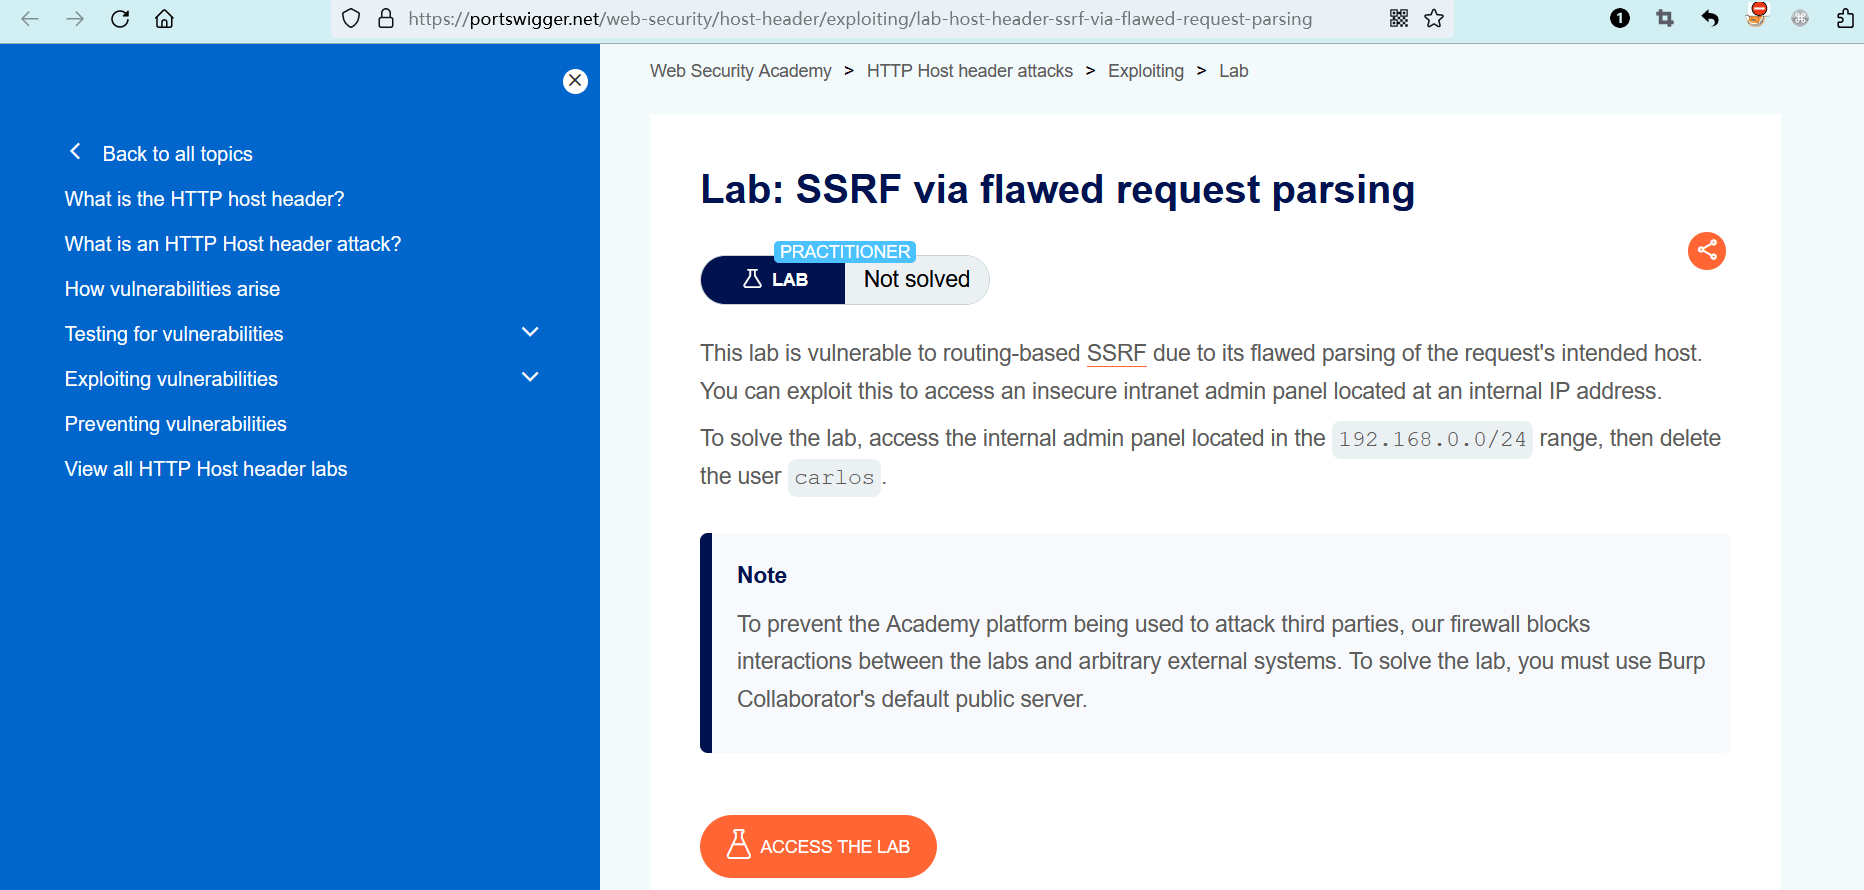 https://portswigger.net/web-security/host-header/exploiting/lab-host-header-ssrf-via-flawed-request-parsing
1
Web Security Academy > HTTP Host header attacks > Exploiting > Lab
Back to all topics
What is the HTTP host header?
What is an HTTP Host header attack?
How vulnerabilities arise
Testing for vulnerabilities
Exploiting vulnerabilities
Preventing vulnerabilities
View all HTTP Host header labs
Lab: SSRF via flawed request parsing
PRACTITIONER
LAB
Not solved
This lab is vulnerable to routing-based SSRF due to its flawed parsing of the request's intended host.
You can exploit this to access an insecure intranet admin panel located at an internal IP address.
To solve the lab, access the internal admin panel located in the 192.168.0.0/24 range, then delete
the user carlos.
Note
To prevent the Academy platform being used to attack third parties, our firewall blocks
interactions between the labs and arbitrary external systems. To solve the lab, you must use Burp
Collaborator's default public server.
ACCESS THE LAB